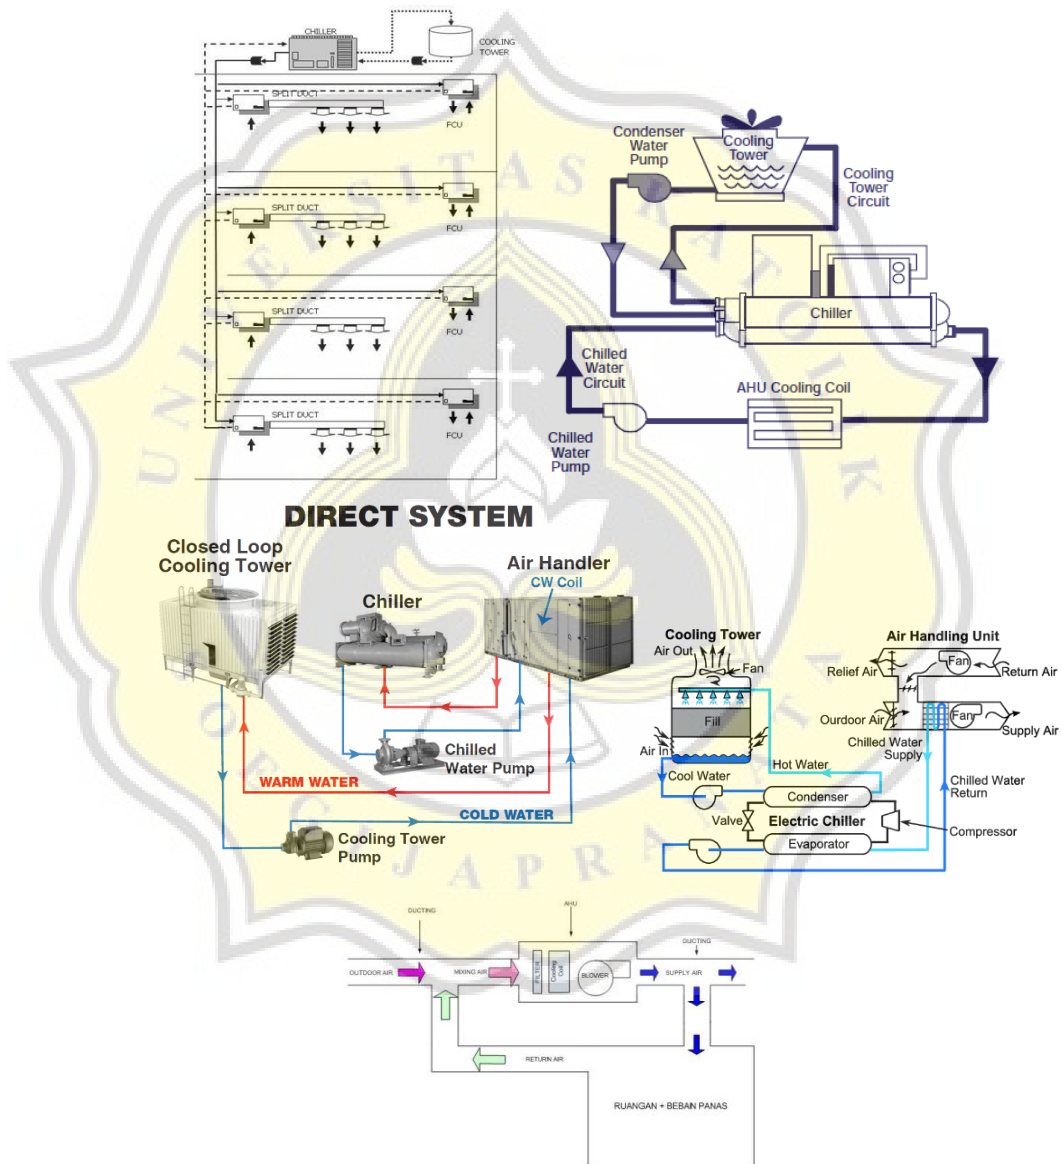 CHILLER
COOLING
TOWER
SPLIT DUCT
FCU
SPLIT DUCT
FCU
SPLIT DUCT
FCU
SPLIT DUCT
FCU
Condenser
Water
Pump
Cooling
Tower
Cooling
Tower
Circuit
Chiller
Chilled
Water
Circuit
AHU Cooling Coil
Chilled
Water
Pump
UNIVERSITAS KATOLIK
SOEGIJAPRANATA
DIRECT SYSTEM
Closed Loop
Cooling Tower
Chiller
Air Handler
CW Coil
Chilled
Water Pump
WARM WATER
COLD WATER
Cooling Tower
Pump
Cooling Tower
Air Out
Fan
Fill
Air In
Cool Water
Hot Water
Condenser
Valve
Electric Chiller
Evaporator
Compressor
Air Handling Unit
Relief Air
Fan
Return Air
Ourdoor Air
Fan
Supply Air
Chilled Water
Supply
Chilled Water
Return
DUCTING
AHU
DUCTING
OUTDOOR AIR
MIXING AIR
FILTER
Cooling
Coil
BLOWER
SUPPLY AIR
RETURN AIR
RUANGAN + BEBAIN PANAS